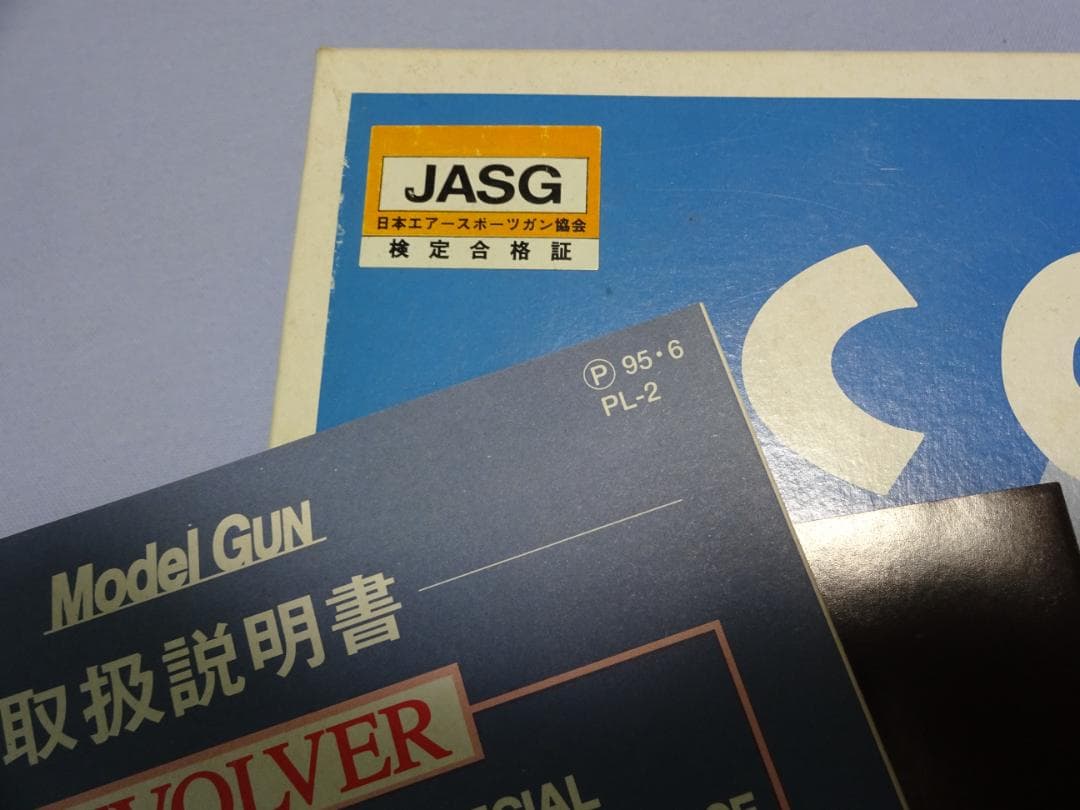 JASG
日本エアースポーツガン協会
検定合格証
Ⓟ 95・6
PL-2
Model GUN
取扱説明書